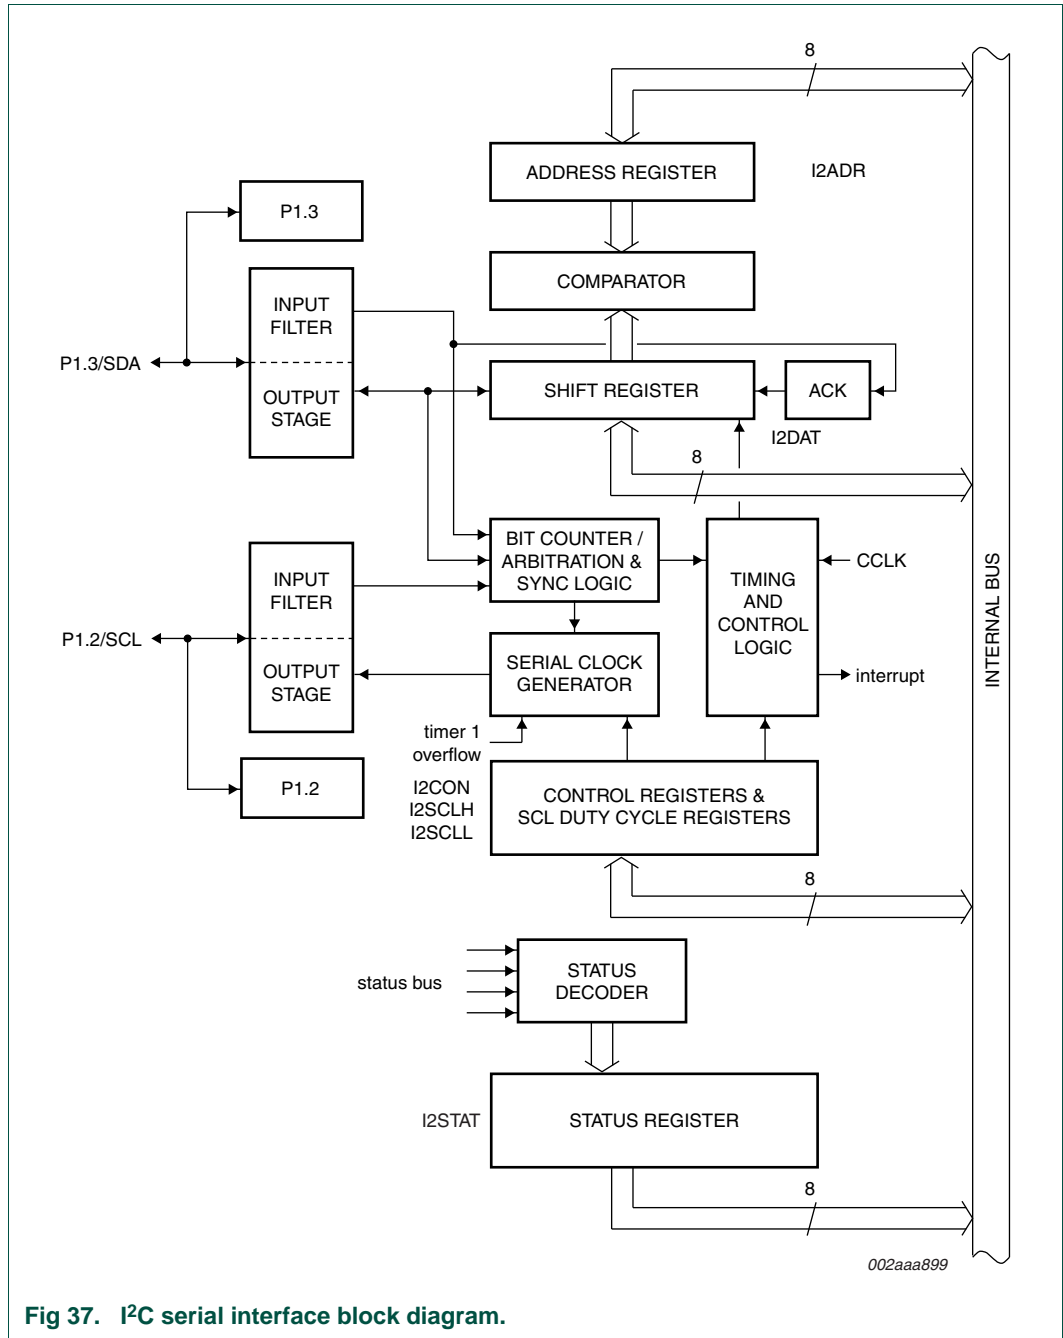 8
ADDRESS REGISTER
I2ADR
P1.3
COMPARATOR
INPUT
FILTER
P1.3/SDA
OUTPUT
STAGE
SHIFT REGISTER
ACK
I2DAT
8
BIT COUNTER /
ARBITRATION &
SYNC LOGIC
INPUT
FILTER
P1.2/SCL
OUTPUT
STAGE
TIMING
AND
CONTROL
LOGIC
CCLK
interrupt
INTERNAL BUS
SERIAL CLOCK
GENERATOR
timer 1
overflow
P1.2
I2CON
I2SCLH
I2SCLL
CONTROL REGISTERS &
SCL DUTY CYCLE REGISTERS
8
status bus
STATUS
DECODER
I2STAT
STATUS REGISTER
8
002aaa899
Fig 37. I²C serial interface block diagram.